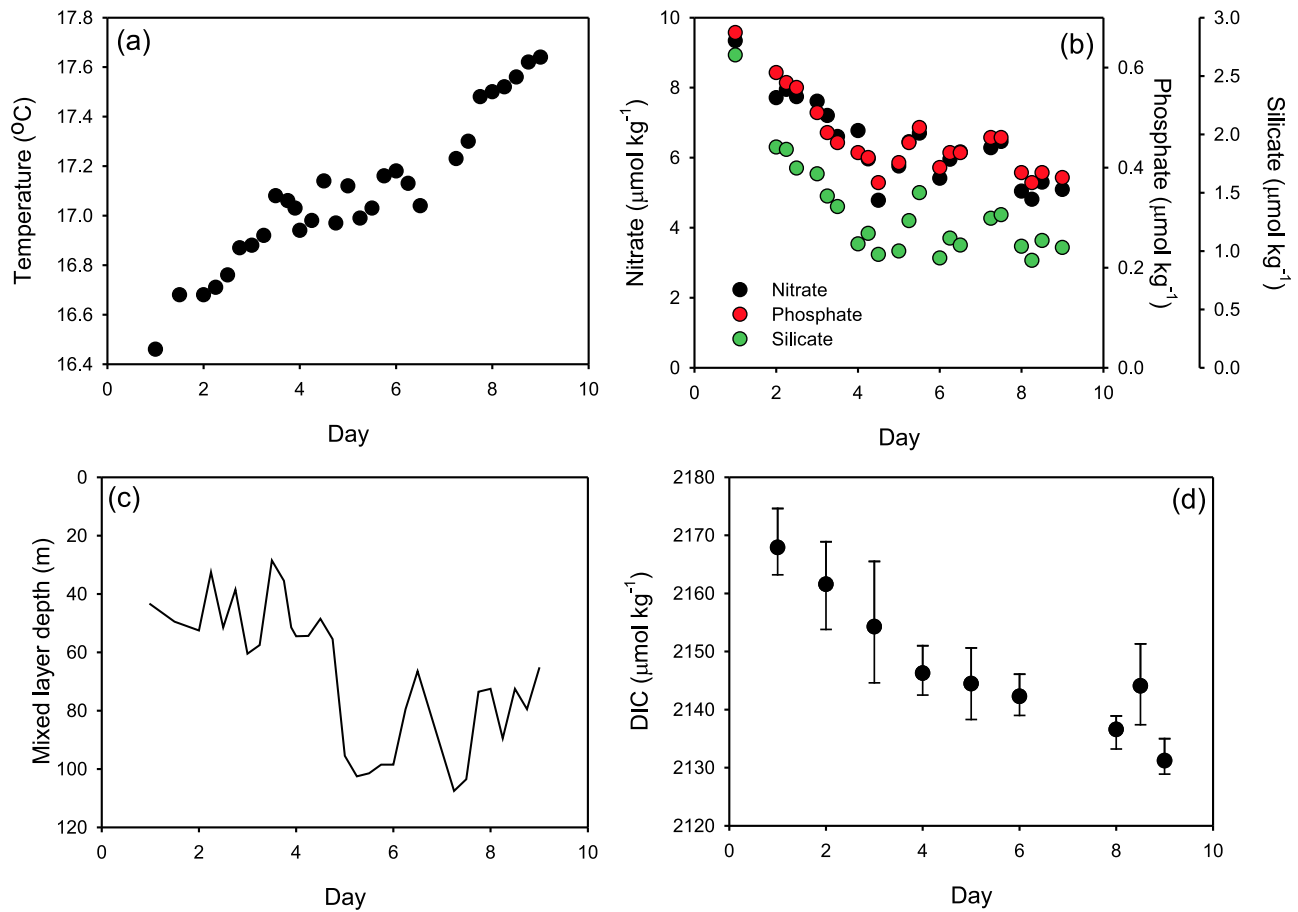 (a)
17.8
17.6
17.4
17.2
17.0
16.8
16.6
16.4
Temperature (ºC)
0 2 4 6 8 10
Day
(b)
10
8
6
4
2
0
Nitrate (μmol kg⁻¹)
Nitrate
Phosphate
Silicate
0.6
0.4
0.2
0.0
Phosphate (μmol kg⁻¹)
3.0
2.5
2.0
1.5
1.0
0.5
0.0
Silicate (μmol kg⁻¹)
0 2 4 6 8 10
Day
(c)
0
20
40
60
80
100
120
Mixed layer depth (m)
0 2 4 6 8 10
Day
(d)
2180
2170
2160
2150
2140
2130
2120
DIC (μmol kg⁻¹)
0 2 4 6 8 10
Day